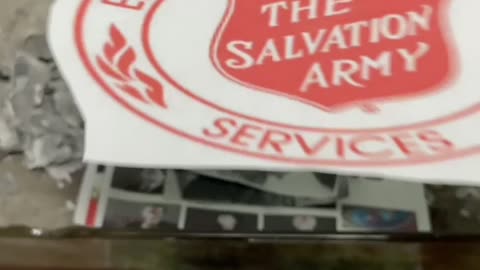 THE
SALVATION
ARMY
SERVICES